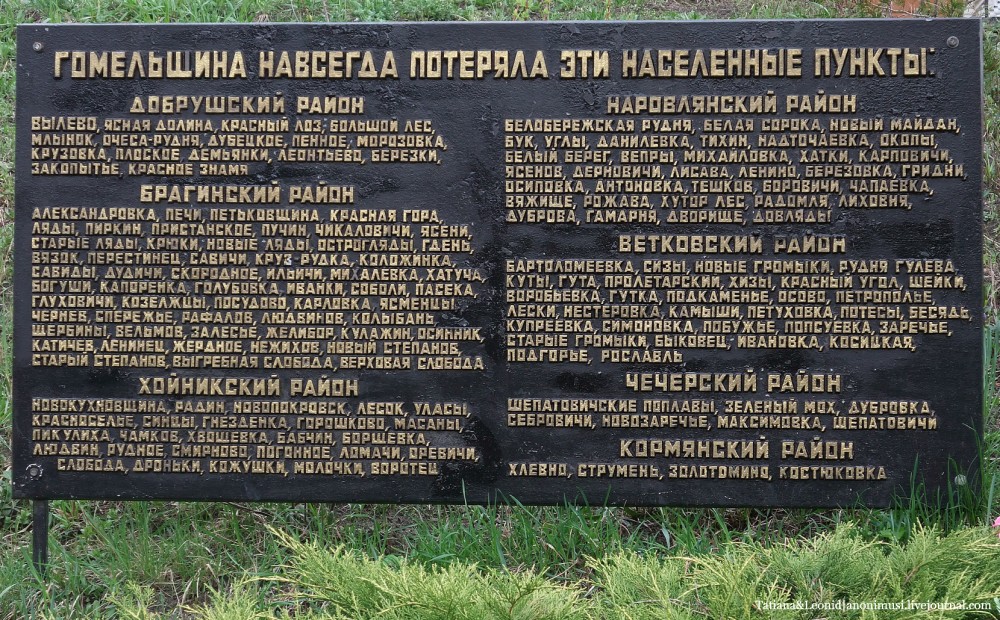 ГОМЕЛЬЩИНА НАВСЕГДА ПОТЕРЯЛА ЭТИ НАСЕЛЕННЫЕ ПУНКТЫ:
ДОБРУШСКИЙ РАЙОН
ВЫЛЕВО, ЯСНАЯ ДОЛИНА, КРАСНЫЙ ЛОЗ, БОЛЬШОЙ ЛЕС,
МЛЫНОК, ОЧЕСА-РУДНЯ, ДУБЕЦКОЕ, ПЕННОЕ, МОРОЗОВКА,
КРУЗОВКА, ПЛОСКОЕ, ДЕМЬЯНКИ, ЛЕОНТЬЕВО, БЕРЕЗКИ,
ЗАКОПЫТЬЕ, КРАСНОЕ ЗНАМЯ
БРАГИНСКИЙ РАЙОН
АЛЕКСАНДРОВКА, ПЕЧИ, ПЕТЬКОВЩИНА, КРАСНАЯ ГОРА,
ЛЯДЫ, ПИРКИН, ПРИСТАНСКОЕ, ПУЧИН, ЧИКАЛОВИЧИ, ЯСЕНИ,
СТАРЫЕ ЛЯДЫ, КРЮКИ, НОВЫЕ ЛЯДЫ, ОСТРОГЛЯДЫ, ГДЕНЬ,
ВЯЗОК, ПЕРЕСТИНЕЦ, САВИЧИ, КРУГ-РУДКА, КОЛОЖИНКА,
САВИДЫ, ДУДИЧИ, СКОРОДНОЕ, ИЛЬИЧИ, МИХАЛЕВКА, ХАТУЧА,
БОГУШИ, КАПОРЕНКА, ГОЛУБОВКА, ИВАНКИ, СОБОЛИ, ПАСЕКА,
ГЛУХОВИЧИ, КОЗЕЛЖЦЫ, ПОСУДОВО, КАРЛОВКА, ЯСМЕНЦЫ,
ЧЕРНЕВ, СПЕРЕЖЬЕ, РАФАЛОВ, ЛЮДВИНОВ, КОЛЫБАНЬ,
ЩЕРБИНЫ, ВЕЛЬМОВ, ЗАЛЕСЬЕ, ЖЕЛИБОР, КУЛАЖИН, ОСИННИК,
КАТИЧЕВ, ЛЕНИНЕЦ, ЖЕРДНОЕ, НЕЖИХОВ, НОВЫЙ СТЕПАНОВ,
СТАРЫЙ СТЕПАНОВ, ВЫГРЕБНАЯ СЛОБОДА, ВЕРХОВАЯ СЛОБОДА
ХОЙНИКСКИЙ РАЙОН
НОВОКУХНОВЩИНА, РАДИН, НОВОПОКРОВСК, ЛЕСОК, УЛАСЫ,
КРАСНОСЕЛЬЕ, СИНЦЫ, ГНЕЗДЕНКА, ГОРОШКОВО, МАСАНЫ,
ПИКУЛИХА, ЧАМКОВ, ХВОЩЕВКА, БАБЧИН, БОРЩЕВКА,
ЛЮДВИН, РУДНОЕ, СМИРНОВО, ПОГОННОЕ, ЛОМАЧИ, ОРЕВИЧИ,
СЛОБОДА, ДРОНЬКИ, КОЖУШКИ, МОЛОЧКИ, ВОРОТЕЦ
НАРОВЛЯНСКИЙ РАЙОН
БЕЛОБЕРЕЖСКАЯ РУДНЯ, БЕЛАЯ СОРОКА, НОВЫЙ МАЙДАН,
БУК, УГЛЫ, ДАНИЛЕВКА, ТИХИН, НАДТОЧАЕВКА, ОКОПЫ,
БЕЛЫЙ БЕРЕГ, ВЕПРЫ, МИХАЙЛОВКА, ХАТКИ, КАРПОВИЧИ,
ЯСЕНОВ, ДЕРНОВИЧИ, ЛИСАВА, ЛЕНИНО, БЕРЕЗОВКА, ГРИДНИ,
ОСИПОВКА, АНТОНОВКА, ТЕШКОВ, БОРОВИЧИ, ЧАПАЕВКА,
ВЯЖИЩЕ, РОЖАВА, ХУТОР ЛЕС, РАДОМЛЯ, ЛИХОВНЯ,
ДУБРОВА, ГАМАРНЯ, ДВОРИЩЕ, ДОВЛЯДЫ
ВЕТКОВСКИЙ РАЙОН
БАРТОЛОМЕЕВКА, СИЗЫ, НОВЫЕ ГРОМЫКИ, РУДНЯ ГУЛЕВА,
КУТЫ, ГУТА, ПРОЛЕТАРСКИЙ, ХИЗЫ, КРАСНЫЙ УГОЛ, ШЕЙКИ,
ВОРОБЬЕВКА, ГУТКА, ПОДКАМЕНЬЕ, ОСОВО, ПЕТРОПОЛЬЕ,
ЛЕСКИ, НЕСТЕРОВКА, КАМЫШИ, ПЕТУХОВКА, ПОТЕСЫ, БЕСЯДЬ,
КУПРЕЕВКА, СИМОНОВКА, ПОБУЖЬЕ, ПОПСУЕВКА, ЗАРЕЧЬЕ,
СТАРЫЕ ГРОМЫКИ, БЫКОВЕЦ, ИВАНОВКА, КОСИЦКАЯ,
ПОДГОРЬЕ, РОСЛАВЛЬ
ЧЕЧЕРСКИЙ РАЙОН
ШЕПАТОВИЧСКИЕ ПОПЛАВЫ, ЗЕЛЕНЫЙ МОХ, ДУБРОВКА,
СЕБРОВИЧИ, НОВОЗАРЕЧЬЕ, МАКСИМОВКА, ШЕПАТОВИЧИ
КОРМЯНСКИЙ РАЙОН
ХЛЕВНО, СТРУМЕНЬ, ЗОЛОТОМИНО, КОСТЮКОВКА
Tatiana&Leonid|anonimusi.livejournal.com